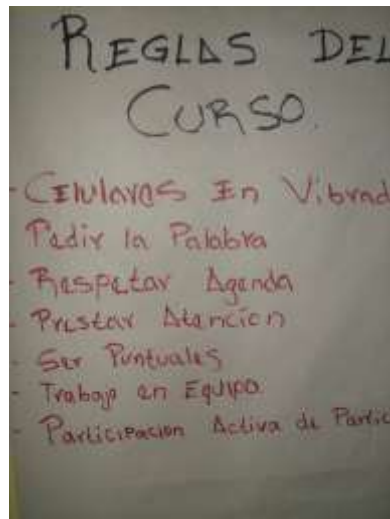 REGLAS DEL
CURSO.
- Celulares En Vibrad
Pedir la Palabra
- Respetar Agenda
- Prestar Atencion
- Ser Puntuales
- Trabajo en Equipo
- Participacion Activa de Partic